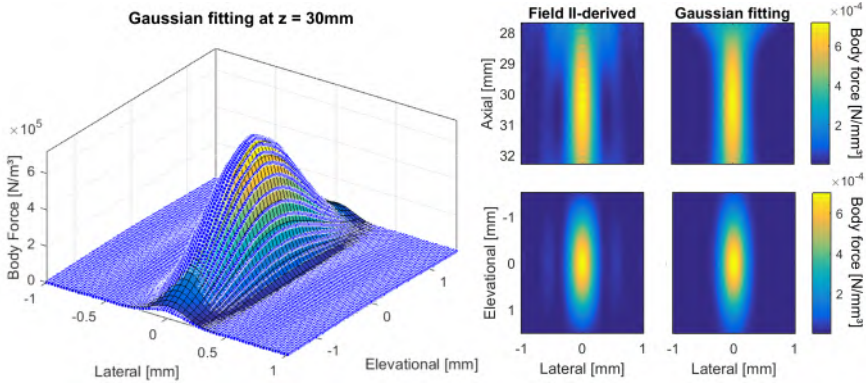 Gaussian fitting at z = 30mm
×10⁵
Body Force [N/m³]
6
4
2
0
-1
-0.5
0
0.5
1
Lateral [mm]
-1
0
1
Elevational [mm]
Field II-derived
Gaussian fitting
Axial [mm]
28
29
30
31
32
×10⁻⁴
6
4
2
Body force [N/mm³]
Elevational [mm]
-1
0
1
×10⁻⁴
6
4
2
Body force [N/mm³]
-1
0
1
-1
0
1
Lateral [mm]
Lateral [mm]